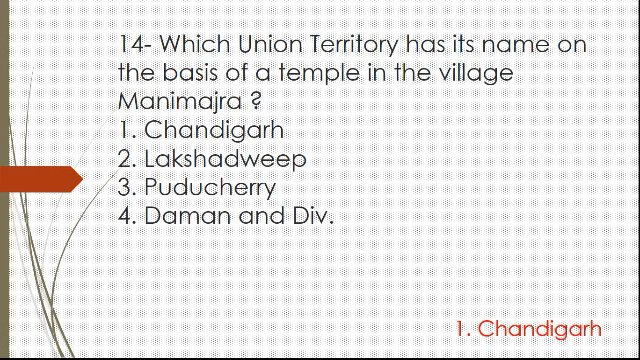 14- Which Union Territory has its name on
the basis of a temple in the village
Manimajra ?
1. Chandigarh
2. Lakshadweep
3. Puducherry
4. Daman and Div.
1. Chandigarh